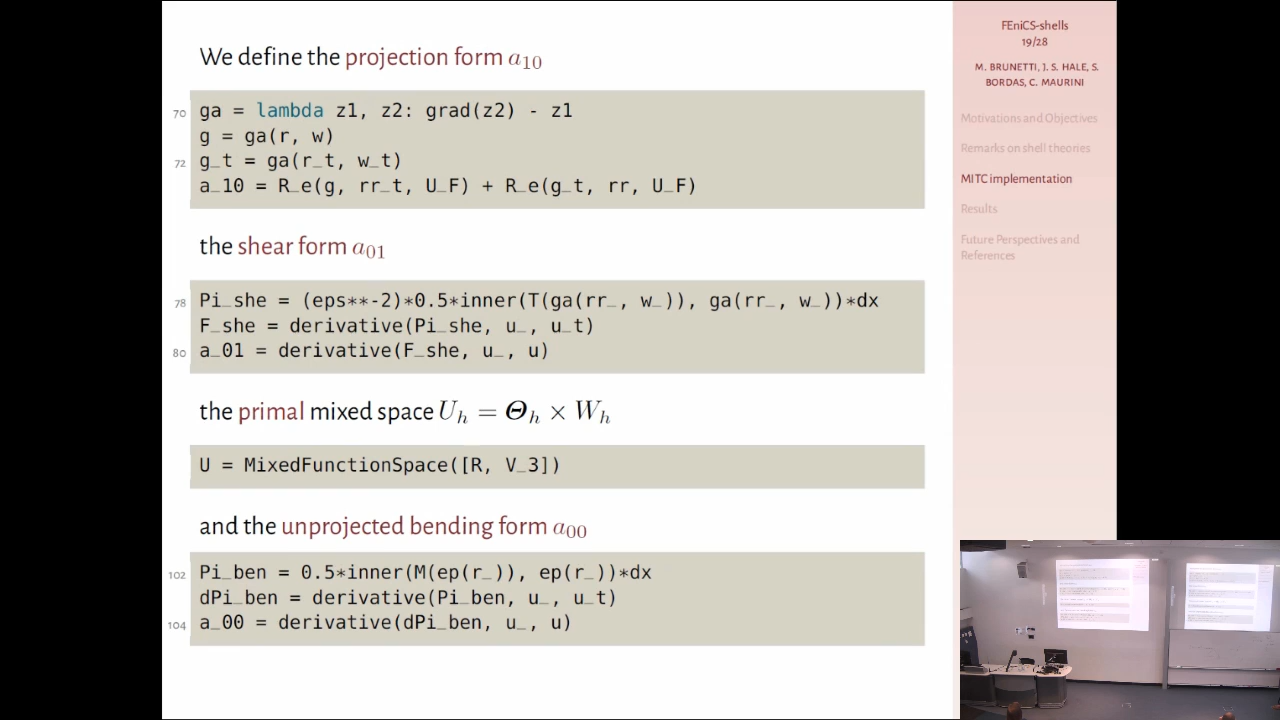 We define the projection form a10
70 ga = lambda z1, z2: grad(z2) - z1
g = ga(r, w)
72 g_t = ga(r_t, w_t)
a_10 = R_e(g, rr_t, U_F) + R_e(g_t, rr, U_F)
the shear form a01
78 Pi_she = (eps**-2)*0.5*inner(T(ga(rr_, w_)), ga(rr_, w_))*dx
F_she = derivative(Pi_she, u_, u_t)
80 a_01 = derivative(F_she, u_, u)
the primal mixed space Uh = Θh × Wh
U = MixedFunctionSpace([R, V_3])
and the unprojected bending form a00
102 Pi_ben = 0.5*inner(M(ep(r_)), ep(r_))*dx
dPi_ben = derivative(Pi_ben, u_, u_t)
104 a_00 = derivative(dPi_ben, u_, u)
FEniCS-shells
19/28
M. BRUNETTI, J. S. HALE, S.
BORDAS, C. MAURINI
Motivations and Objectives
Remarks on shell theories
MITC implementation
Results
Future Perspectives and
References